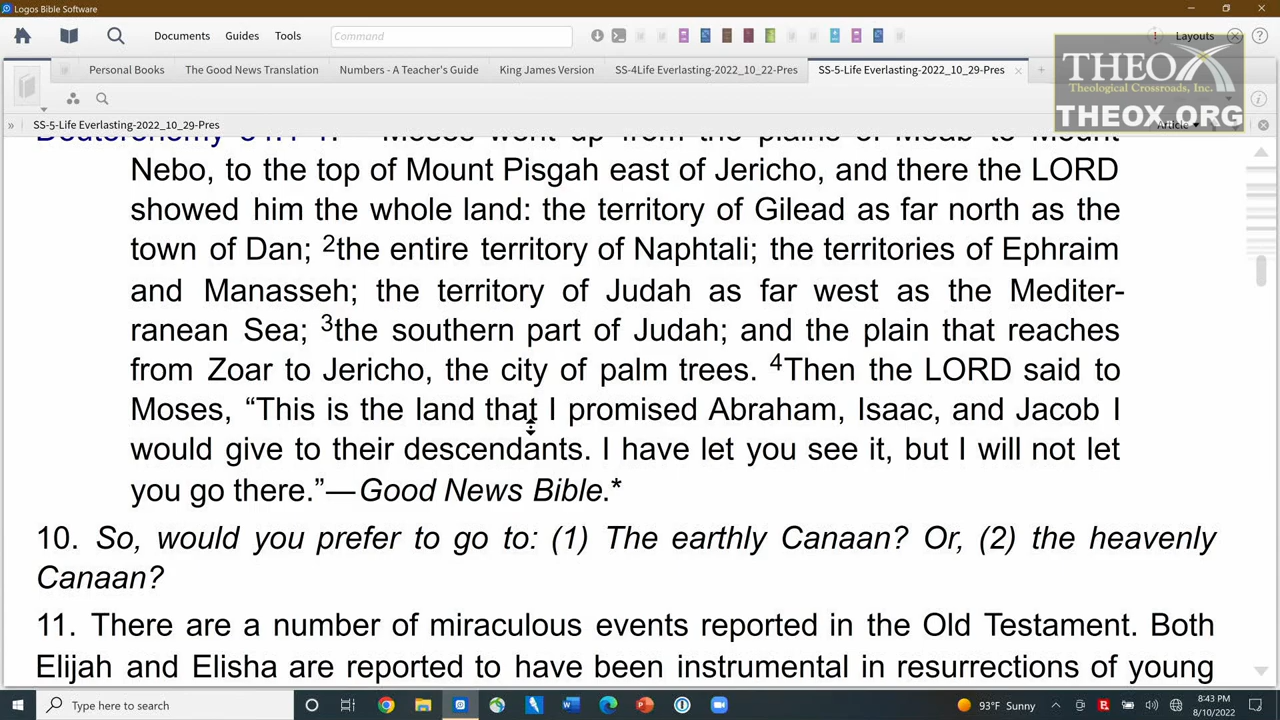 Logos Bible Software
Documents Guides Tools Command Layouts
THEOX
Theological Crossroads, Inc.
THEOX.ORG
Personal Books The Good News Translation Numbers - A Teacher's Guide King James Version SS-4Life Everlasting-2022_10_22-Pres SS-5-Life Everlasting-2022_10_29-Pres
SS-5-Life Everlasting-2022_10_29-Pres Article
Nebo, to the top of Mount Pisgah east of Jericho, and there the LORD
showed him the whole land: the territory of Gilead as far north as the
town of Dan; 2the entire territory of Naphtali; the territories of Ephraim
and Manasseh; the territory of Judah as far west as the Mediter-
ranean Sea; 3the southern part of Judah; and the plain that reaches
from Zoar to Jericho, the city of palm trees. 4Then the LORD said to
Moses, “This is the land that I promised Abraham, Isaac, and Jacob I
would give to their descendants. I have let you see it, but I will not let
you go there.”—Good News Bible.*
10. So, would you prefer to go to: (1) The earthly Canaan? Or, (2) the heavenly
Canaan?
11. There are a number of miraculous events reported in the Old Testament. Both
Elijah and Elisha are reported to have been instrumental in resurrections of young
Type here to search
93°F Sunny
8:43 PM
8/10/2022